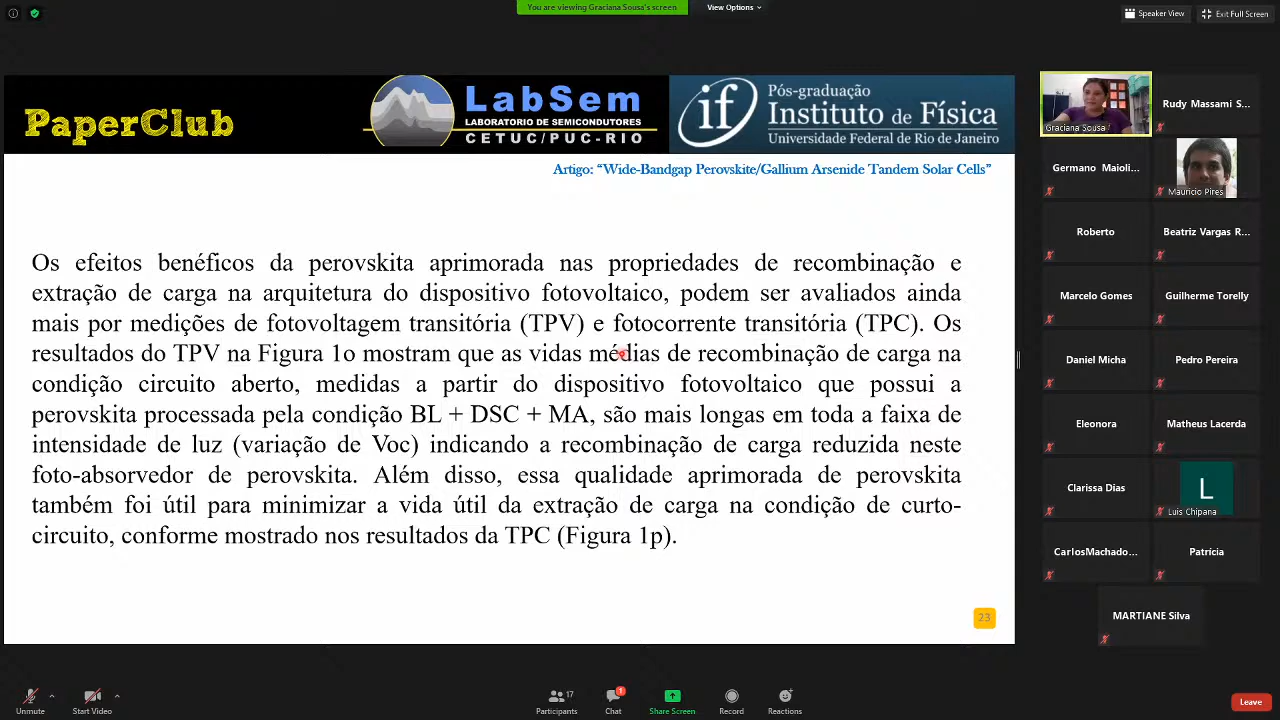 You are viewing Graciana Sousa's screen
View Options
Speaker View
Exit Full Screen
PaperClub
LabSem
LABORATORIO DE SEMICONDUTORES
CETUC/PUC-RIO
if
Pós-graduação
Instituto de Física
Universidade Federal do Rio de Janeiro
Artigo: “Wide-Bandgap Perovskite/Gallium Arsenide Tandem Solar Cells”
Os efeitos benéficos da perovskita aprimorada nas propriedades de recombinação e
extração de carga na arquitetura do dispositivo fotovoltaico, podem ser avaliados ainda
mais por medições de fotovoltagem transitória (TPV) e fotocorrente transitória (TPC). Os
resultados do TPV na Figura 1o mostram que as vidas médias de recombinação de carga na
condição circuito aberto, medidas a partir do dispositivo fotovoltaico que possui a
perovskita processada pela condição BL + DSC + MA, são mais longas em toda a faixa de
intensidade de luz (variação de Voc) indicando a recombinação de carga reduzida neste
foto-absorvedor de perovskita. Além disso, essa qualidade aprimorada de perovskita
também foi útil para minimizar a vida útil da extração de carga na condição de curto-
circuito, conforme mostrado nos resultados da TPC (Figura 1p).
23
Graciana Sousa
Rudy Massami S...
Germano Maioli...
Mauricio Pires
Roberto
Beatriz Vargas R...
Marcelo Gomes
Guilherme Torelly
Daniel Micha
Pedro Pereira
Eleonora
Matheus Lacerda
Clarissa Dias
L
Luis Chipana
CarlosMachado...
Patrícia
MARTIANE Silva
Unmute
Start Video
17
Participants
1
Chat
Share Screen
Record
Reactions
Leave